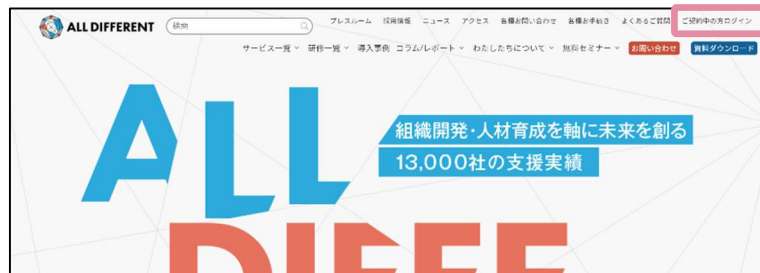 ALL DIFFERENT
検索
プレスルーム 採用情報 ニュース アクセス 各種お問い合わせ 各種お手続き よくあるご質問 ご契約中の方ログイン
サービス一覧 研修一覧 導入事例 コラム/レポート わたしたちについて 無料セミナー お問い合わせ 資料ダウンロード
ALL
組織開発・人材育成を軸に未来を創る
13,000社の支援実績
DIFFE